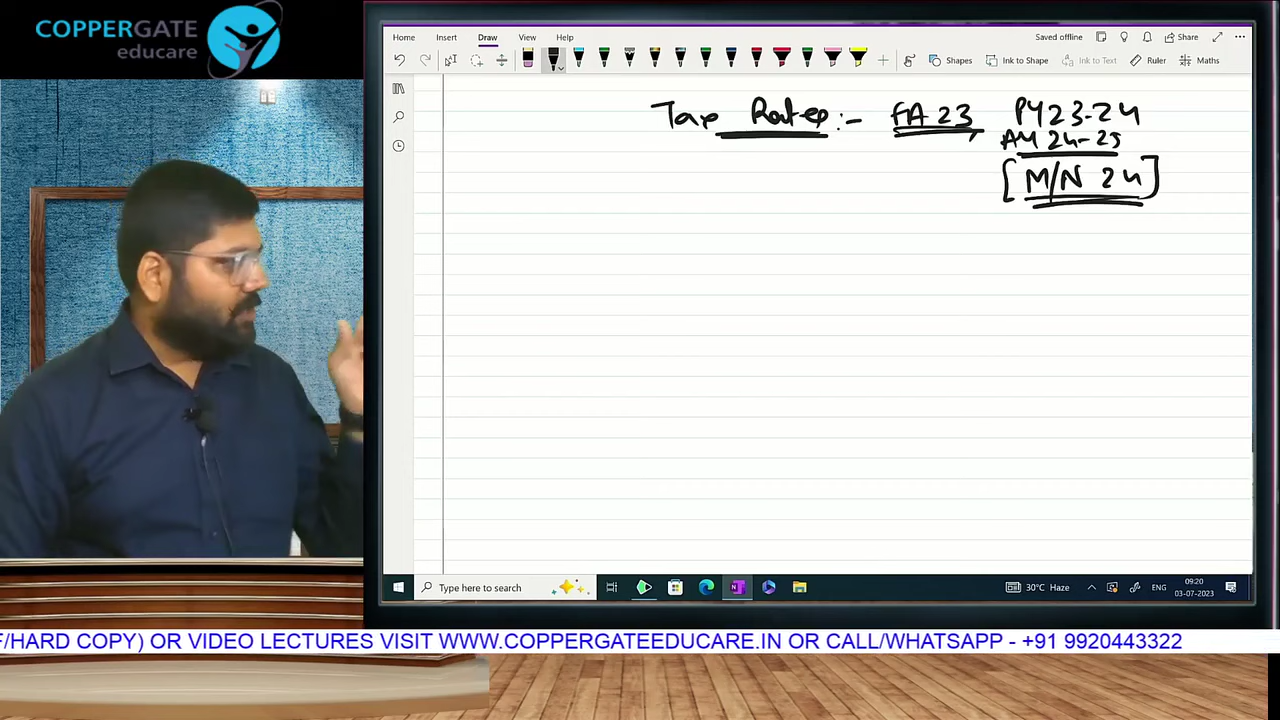 COPPERGATE
educare
Home Insert Draw View Help
Saved offline
Share
Shapes
Ink to Shape
Ink to Text
Ruler
Maths
Tax Rates :- FA 23 PY 23-24
AY 24-25
[M/N 24]
Type here to search
30°C Haze
ENG
09:20
03-07-2023
F/HARD COPY) OR VIDEO LECTURES VISIT WWW.COPPERGATEEDUCARE.IN OR CALL/WHATSAPP - +91 9920443322